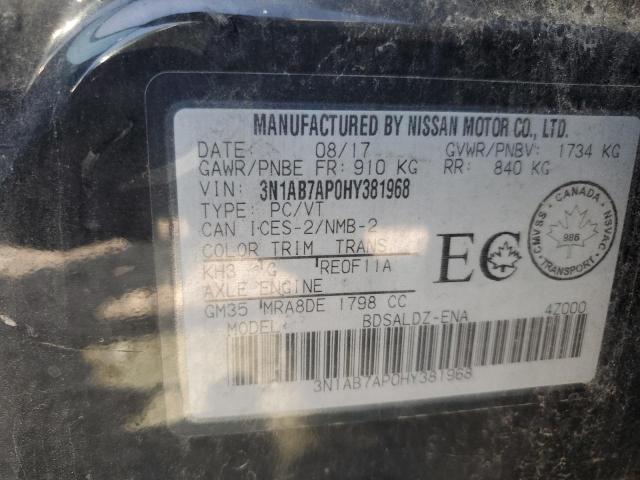 MANUFACTURED BY NISSAN MOTOR CO., LTD.
DATE: 08/17 GVWR/PNBV: 1734 KG
GAWR/PNBE FR: 910 KG RR: 840 KG
VIN: 3N1AB7AP0HY381968
TYPE: PC/VT
CAN ICES-2/NMB-2
COLOR TRIM TRANS
KH3 G RE0F11A
AXLE ENGINE
GM35 MRA8DE 1798 CC
MODEL BDSALDZ-ENA 4Z000
3N1AB7AP0HY381968
EC
CMVSS CANADA NSVAC
986
TRANSPORT